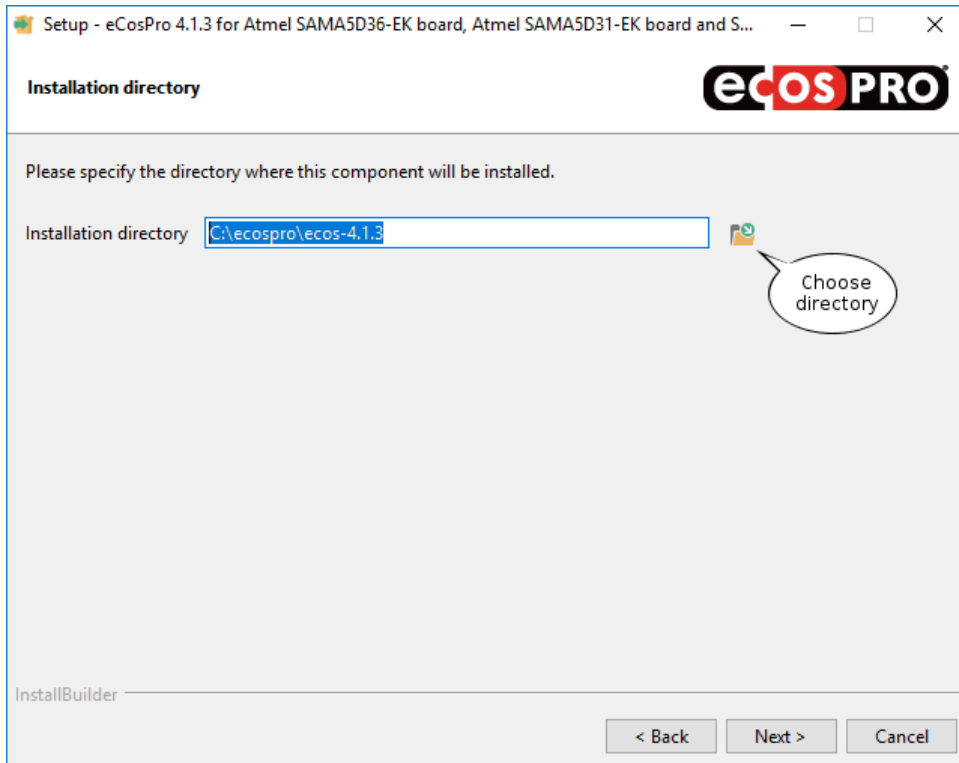 Setup - eCosPro 4.1.3 for Atmel SAMA5D36-EK board, Atmel SAMA5D31-EK board and S...
Installation directory
ecos PRO
Please specify the directory where this component will be installed.
Installation directory C:\ecospro\ecos-4.1.3
Choose
directory
InstallBuilder
< Back Next > Cancel